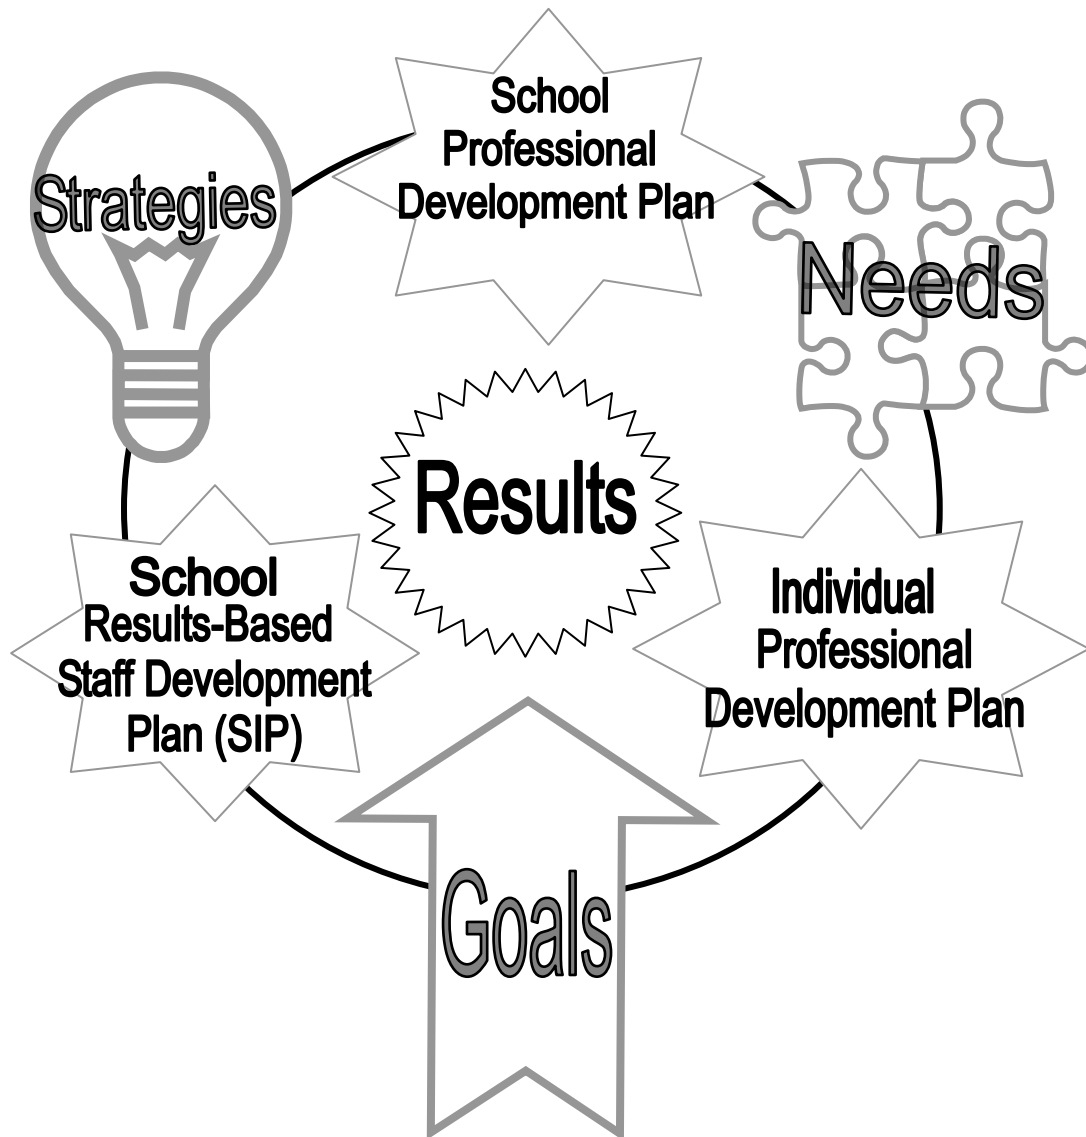 School
Professional
Development Plan
Strategies
Needs
Results
School
Results-Based
Staff Development
Plan (SIP)
Individual
Professional
Development Plan
Goals